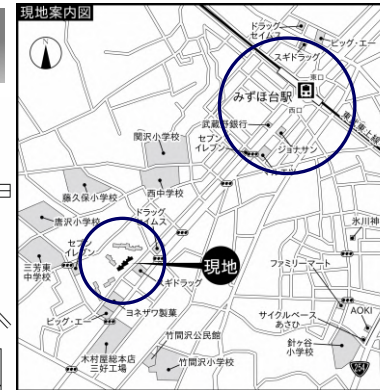 現地案内図
ドラッグ
セイムス
ビッグ・エー
スギドラッグ
東口
みずほ台駅
西口
東武東上線
武蔵野銀行
セブン
イレブン
ジョナサン
関沢小学校
西中学校
藤久保小学校
唐沢小学校
ドラッグ
セイムス
セブン
イレブン
三芳東
中学校
現地
スギドラッグ
氷川神
ファミリーマート
ビッグ・エー
ヨネザワ製菓
竹間沢公民館
サイクルベース
あさひ
AOKI
木村屋総本店
三好工場
竹間沢小学校
針ヶ谷
小学校